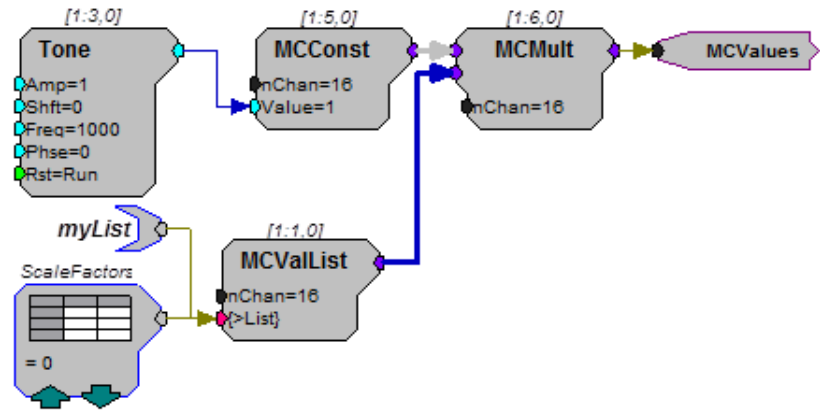 [1:3,0]
Tone
Amp=1
Shft=0
Freq=1000
Phse=0
Rst=Run
[1:5,0]
MCConst
nChan=16
Value=1
[1:6,0]
MCMult
nChan=16
MCValues
myList
ScaleFactors
= 0
[1:1,0]
MCValList
nChan=16
{>List}